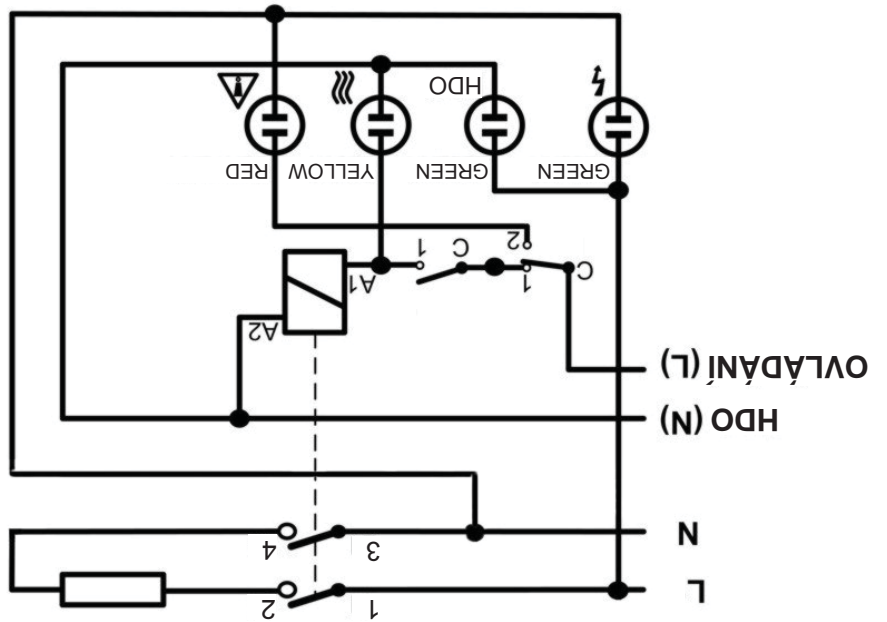 1 2
L
3 4
N
HDO (N)
OVLÁDÁNÍ (L)
A2
1 A1
C
C 1
2
GREEN GREEN YELLOW RED
HDO